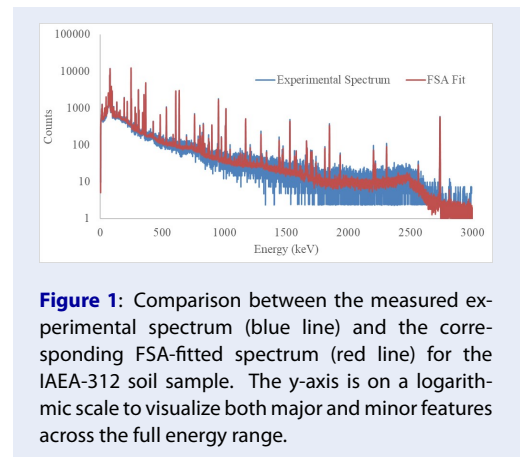 100000
10000
1000
100
10
1
Counts
Experimental Spectrum
FSA Fit
0
500
1000
1500
2000
2500
3000
Energy (keV)
Figure 1: Comparison between the measured ex-
perimental spectrum (blue line) and the corre-
sponding FSA-fitted spectrum (red line) for the
IAEA-312 soil sample. The y-axis is on a logarith-
mic scale to visualize both major and minor features
across the full energy range.